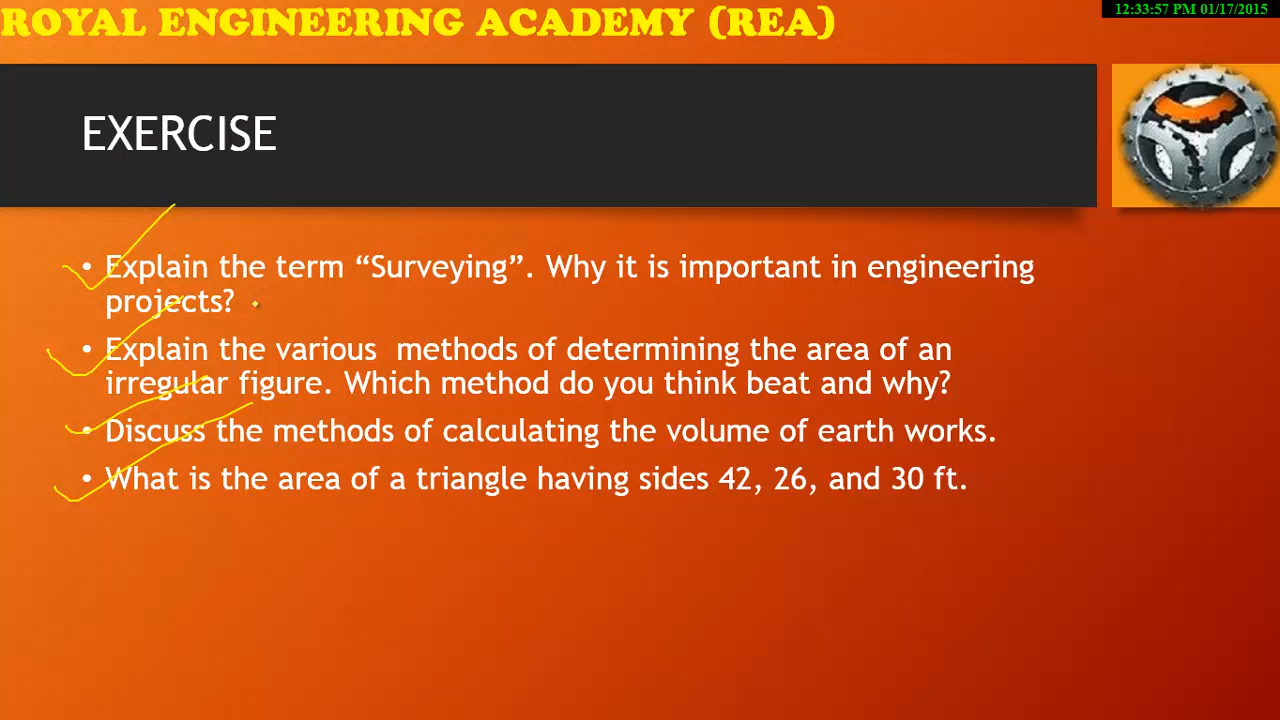 ROYAL ENGINEERING ACADEMY (REA)
12:33:57 PM 01/17/2015
EXERCISE
• Explain the term “Surveying”. Why it is important in engineering
projects?
• Explain the various methods of determining the area of an
irregular figure. Which method do you think beat and why?
• Discuss the methods of calculating the volume of earth works.
• What is the area of a triangle having sides 42, 26, and 30 ft.